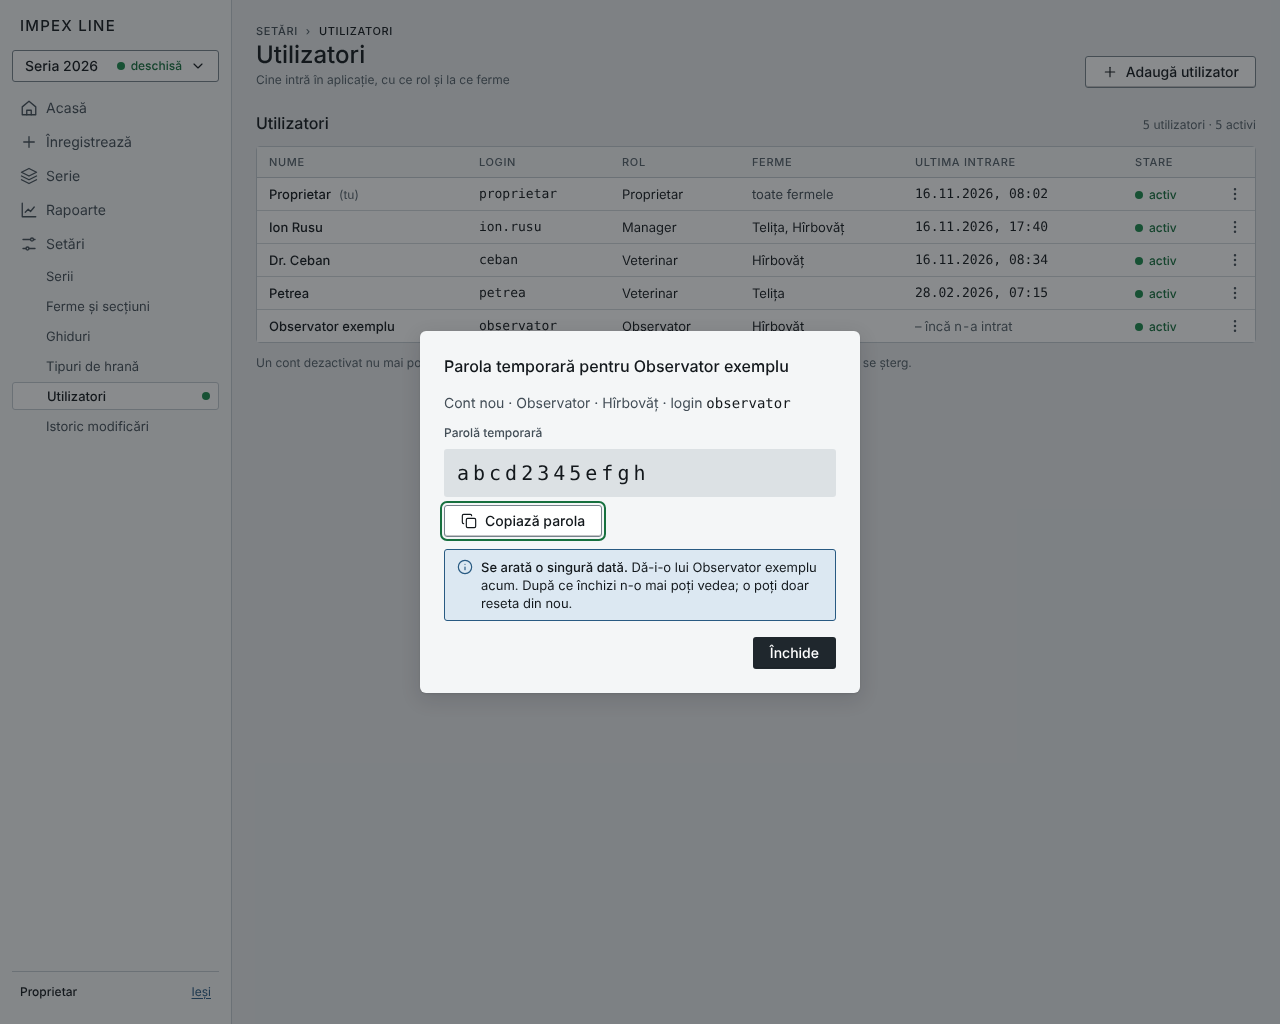 IMPEX LINE
Seria 2026 deschisă
Acasă
Înregistrează
Serie
Rapoarte
Setări
Serii
Ferme și secțiuni
Ghiduri
Tipuri de hrană
Utilizatori
Istoric modificări
Proprietar Ieși
SETĂRI › UTILIZATORI
Utilizatori
Cine intră în aplicație, cu ce rol și la ce ferme
Adaugă utilizator
Utilizatori
5 utilizatori · 5 activi
NUME LOGIN ROL FERME ULTIMA INTRARE STARE
Proprietar (tu) proprietar Proprietar toate fermele 16.11.2026, 08:02 activ
Ion Rusu ion.rusu Manager Telița, Hîrbovăț 16.11.2026, 17:40 activ
Dr. Ceban ceban Veterinar Hîrbovăț 16.11.2026, 08:34 activ
Petrea petrea Veterinar Telița 28.02.2026, 07:15 activ
Observator exemplu observator Observator Hîrbovăț – încă n-a intrat activ
Un cont dezactivat nu mai se șterg.
Parola temporară pentru Observator exemplu
Cont nou · Observator · Hîrbovăț · login observator
Parolă temporară
abcd2345efgh
Copiază parola
Se arată o singură dată. Dă-i-o lui Observator exemplu
acum. După ce închizi n-o mai poți vedea; o poți doar
reseta din nou.
Închide